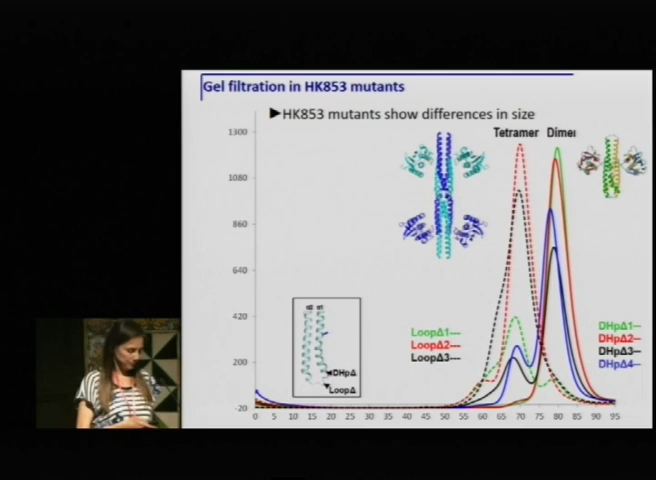 Gel filtration in HK853 mutants
►HK853 mutants show differences in size
Tetramer Dimer
1300
1080
860
640
420
200
-20
LoopΔ1---
LoopΔ2---
LoopΔ3---
DHpΔ1--
DHpΔ2--
DHpΔ3--
DHpΔ4--
DHpΔ
LoopΔ
0 5 10 15 20 25 30 35 40 45 50 55 60 65 70 75 80 85 90 95